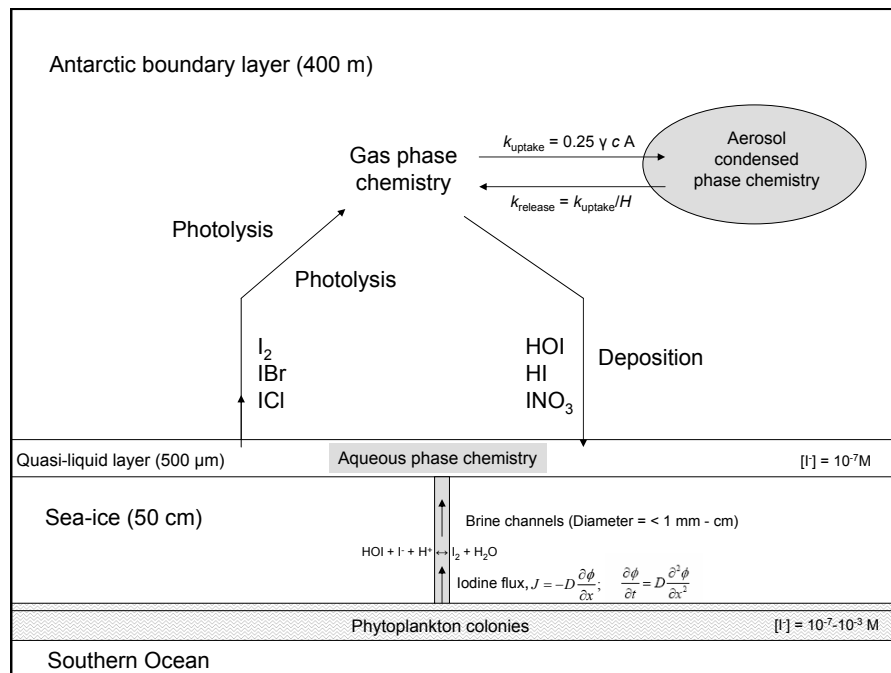 Antarctic boundary layer (400 m)
k_uptake = 0.25 γ c A
Aerosol
condensed
phase chemistry
Gas phase
chemistry
k_release = k_uptake/H
Photolysis
Photolysis
I₂
IBr
ICl
HOI
HI
INO₃
Deposition
Quasi-liquid layer (500 μm)
Aqueous phase chemistry
[I⁻] = 10⁻⁷M
Sea-ice (50 cm)
Brine channels (Diameter = < 1 mm - cm)
HOI + I⁻ + H⁺ ↔ I₂ + H₂O
Iodine flux, J = −D ∂ϕ/∂x; ∂ϕ/∂t = D ∂²ϕ/∂x²
Phytoplankton colonies
[I⁻] = 10⁻⁷-10⁻³ M
Southern Ocean